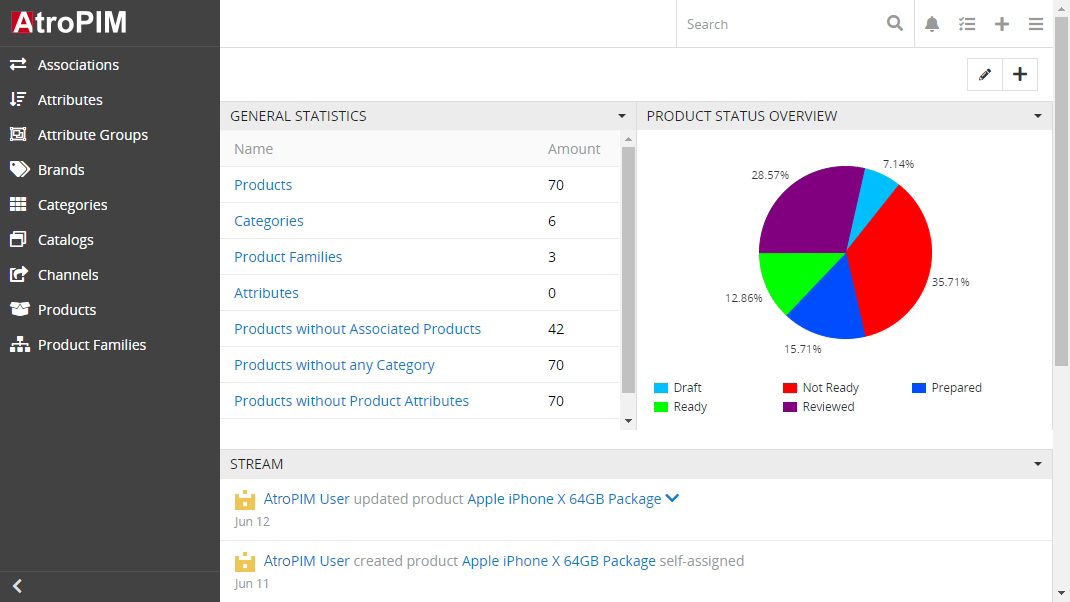 AtroPIM
Search
Associations
Attributes
Attribute Groups
Brands
Categories
Catalogs
Channels
Products
Product Families
GENERAL STATISTICS
Name Amount
Products 70
Categories 6
Product Families 3
Attributes 0
Products without Associated Products 42
Products without any Category 70
Products without Product Attributes 70
PRODUCT STATUS OVERVIEW
7.14%
28.57%
35.71%
12.86%
15.71%
Draft Not Ready Prepared
Ready Reviewed
STREAM
AtroPIM User updated product Apple iPhone X 64GB Package
Jun 12
AtroPIM User created product Apple iPhone X 64GB Package self-assigned
Jun 11